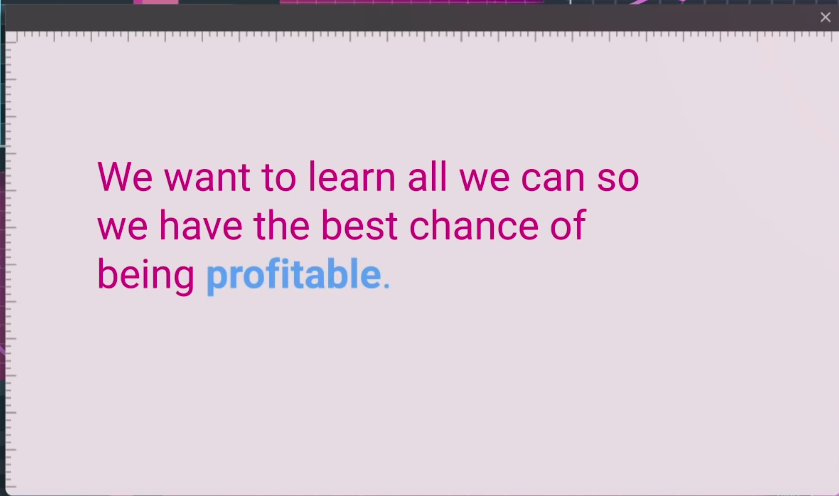 We want to learn all we can so
we have the best chance of
being profitable.